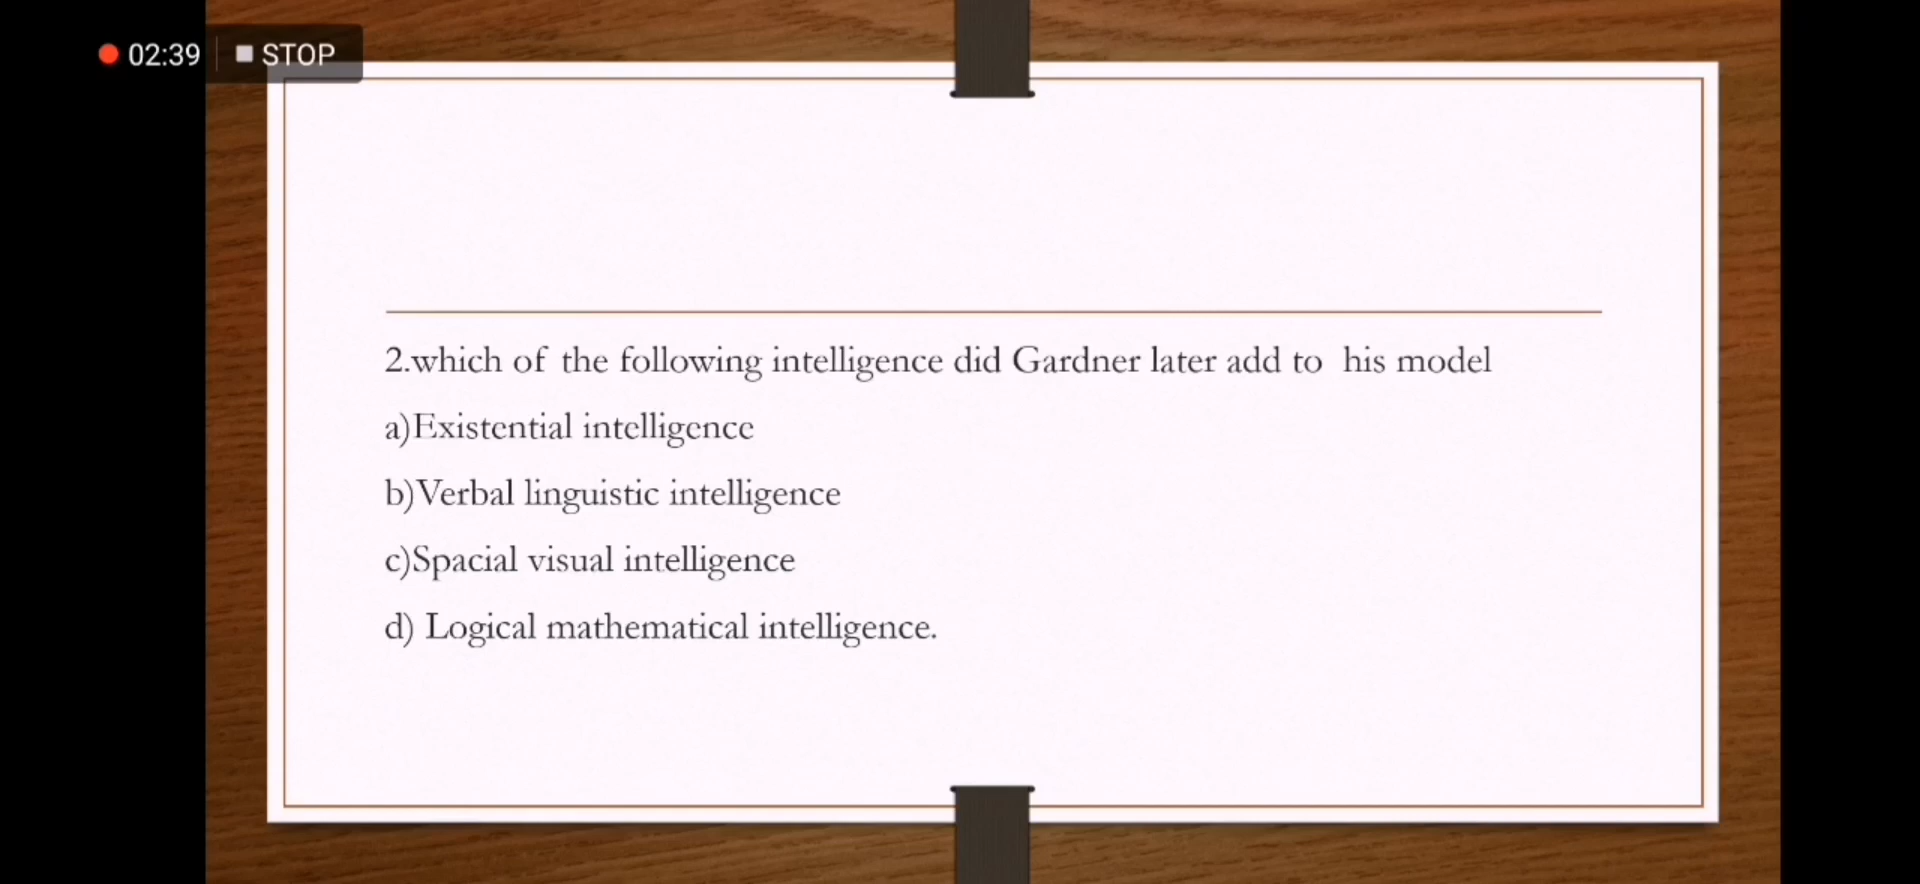 02:39 STOP
2.which of the following intelligence did Gardner later add to his model
a)Existential intelligence
b)Verbal linguistic intelligence
c)Spacial visual intelligence
d) Logical mathematical intelligence.